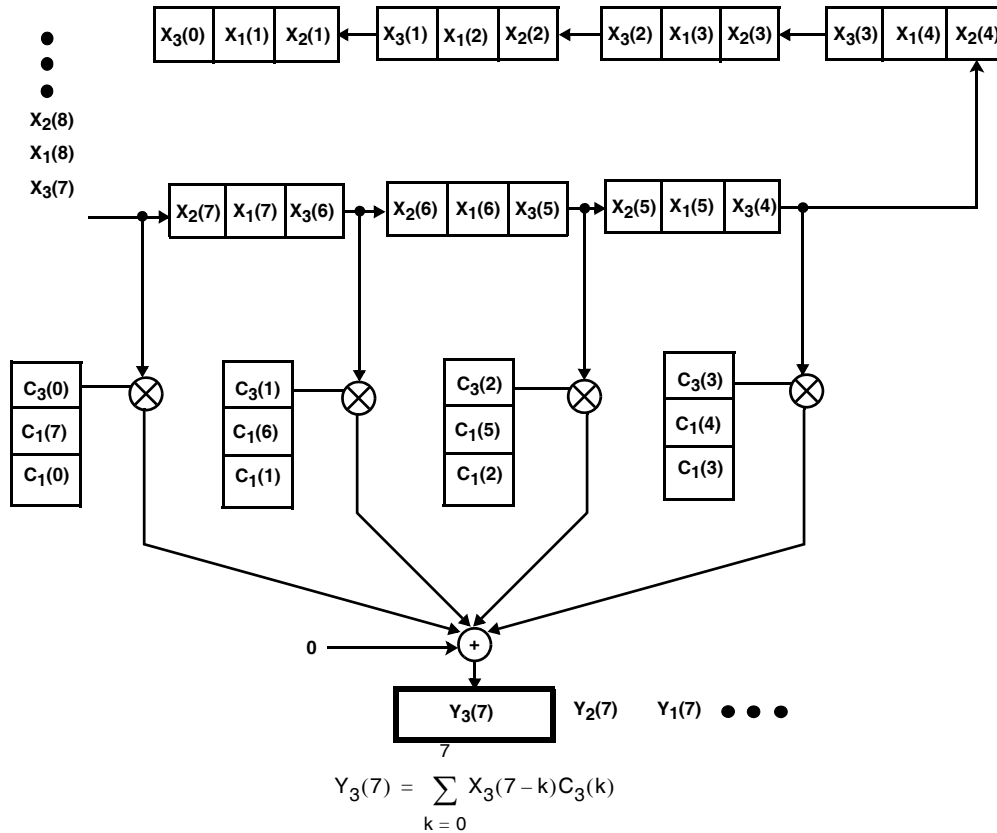 X3(0) X1(1) X2(1) X3(1) X1(2) X2(2) X3(2) X1(3) X2(3) X3(3) X1(4) X2(4)
X2(8)
X1(8)
X3(7)
X2(7) X1(7) X3(6) X2(6) X1(6) X3(5) X2(5) X1(5) X3(4)
C3(0) C3(1) C3(2) C3(3)
C1(7) C1(6) C1(5) C1(4)
C1(0) C1(1) C1(2) C1(3)
+
0
Y3(7) Y2(7) Y1(7)
7
Y3(7) = ∑ X3(7 – k)C3(k)
k = 0